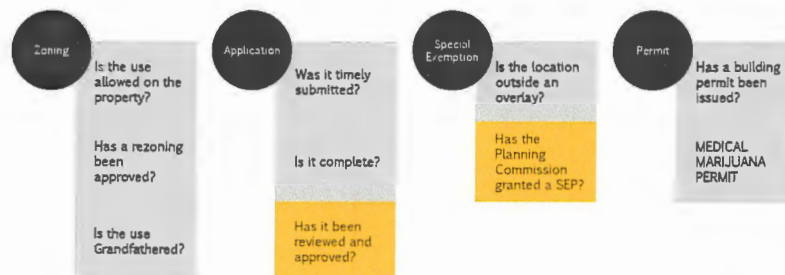 Zoning
Is the use
allowed on the
property?
Has a rezoning
been
approved?
Is the use
Grandfathered?
Application
Was it timely
submitted?
Is it complete?
Has it been
reviewed and
approved?
Special
Exemption
Is the location
outside an
overlay?
Has the
Planning
Commission
granted a SEP?
Permit
Has a building
permit been
issued?
MEDICAL
MARIJUANA
PERMIT